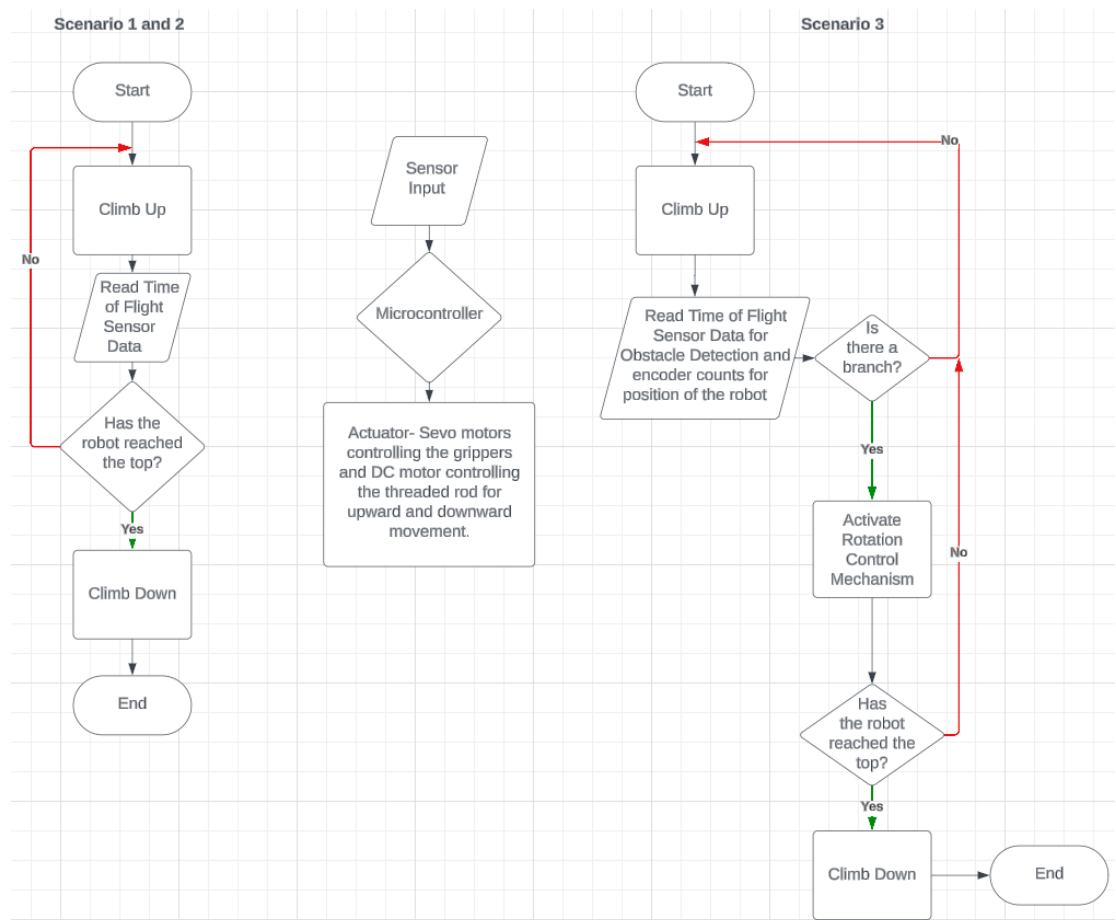 Scenario 1 and 2
Start
Climb Up
No
Read Time
of Flight
Sensor
Data
Has the
robot reached
the top?
Yes
Climb Down
End
Sensor
Input
Microcontroller
Actuator- Sevo motors
controlling the grippers
and DC motor controlling
the threaded rod for
upward and downward
movement.
Scenario 3
Start
No
Climb Up
Read Time of Flight
Sensor Data for
Obstacle Detection and
encoder counts for
position of the robot
Is
there a
branch?
Yes
Activate
Rotation
Control
Mechanism
No
Has
the robot
reached the
top?
Yes
Climb Down
End